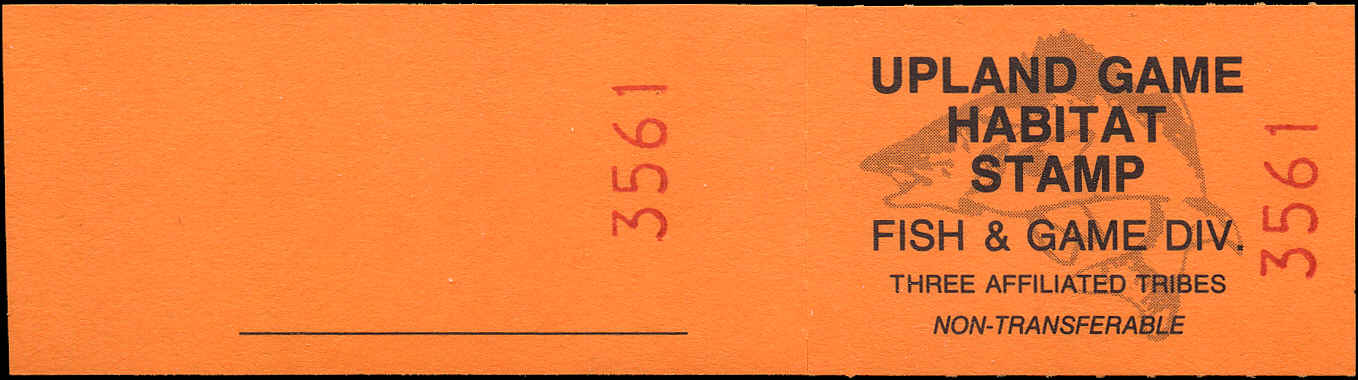 3561
UPLAND GAME
HABITAT
STAMP
FISH & GAME DIV.
THREE AFFILIATED TRIBES
NON-TRANSFERABLE
3561